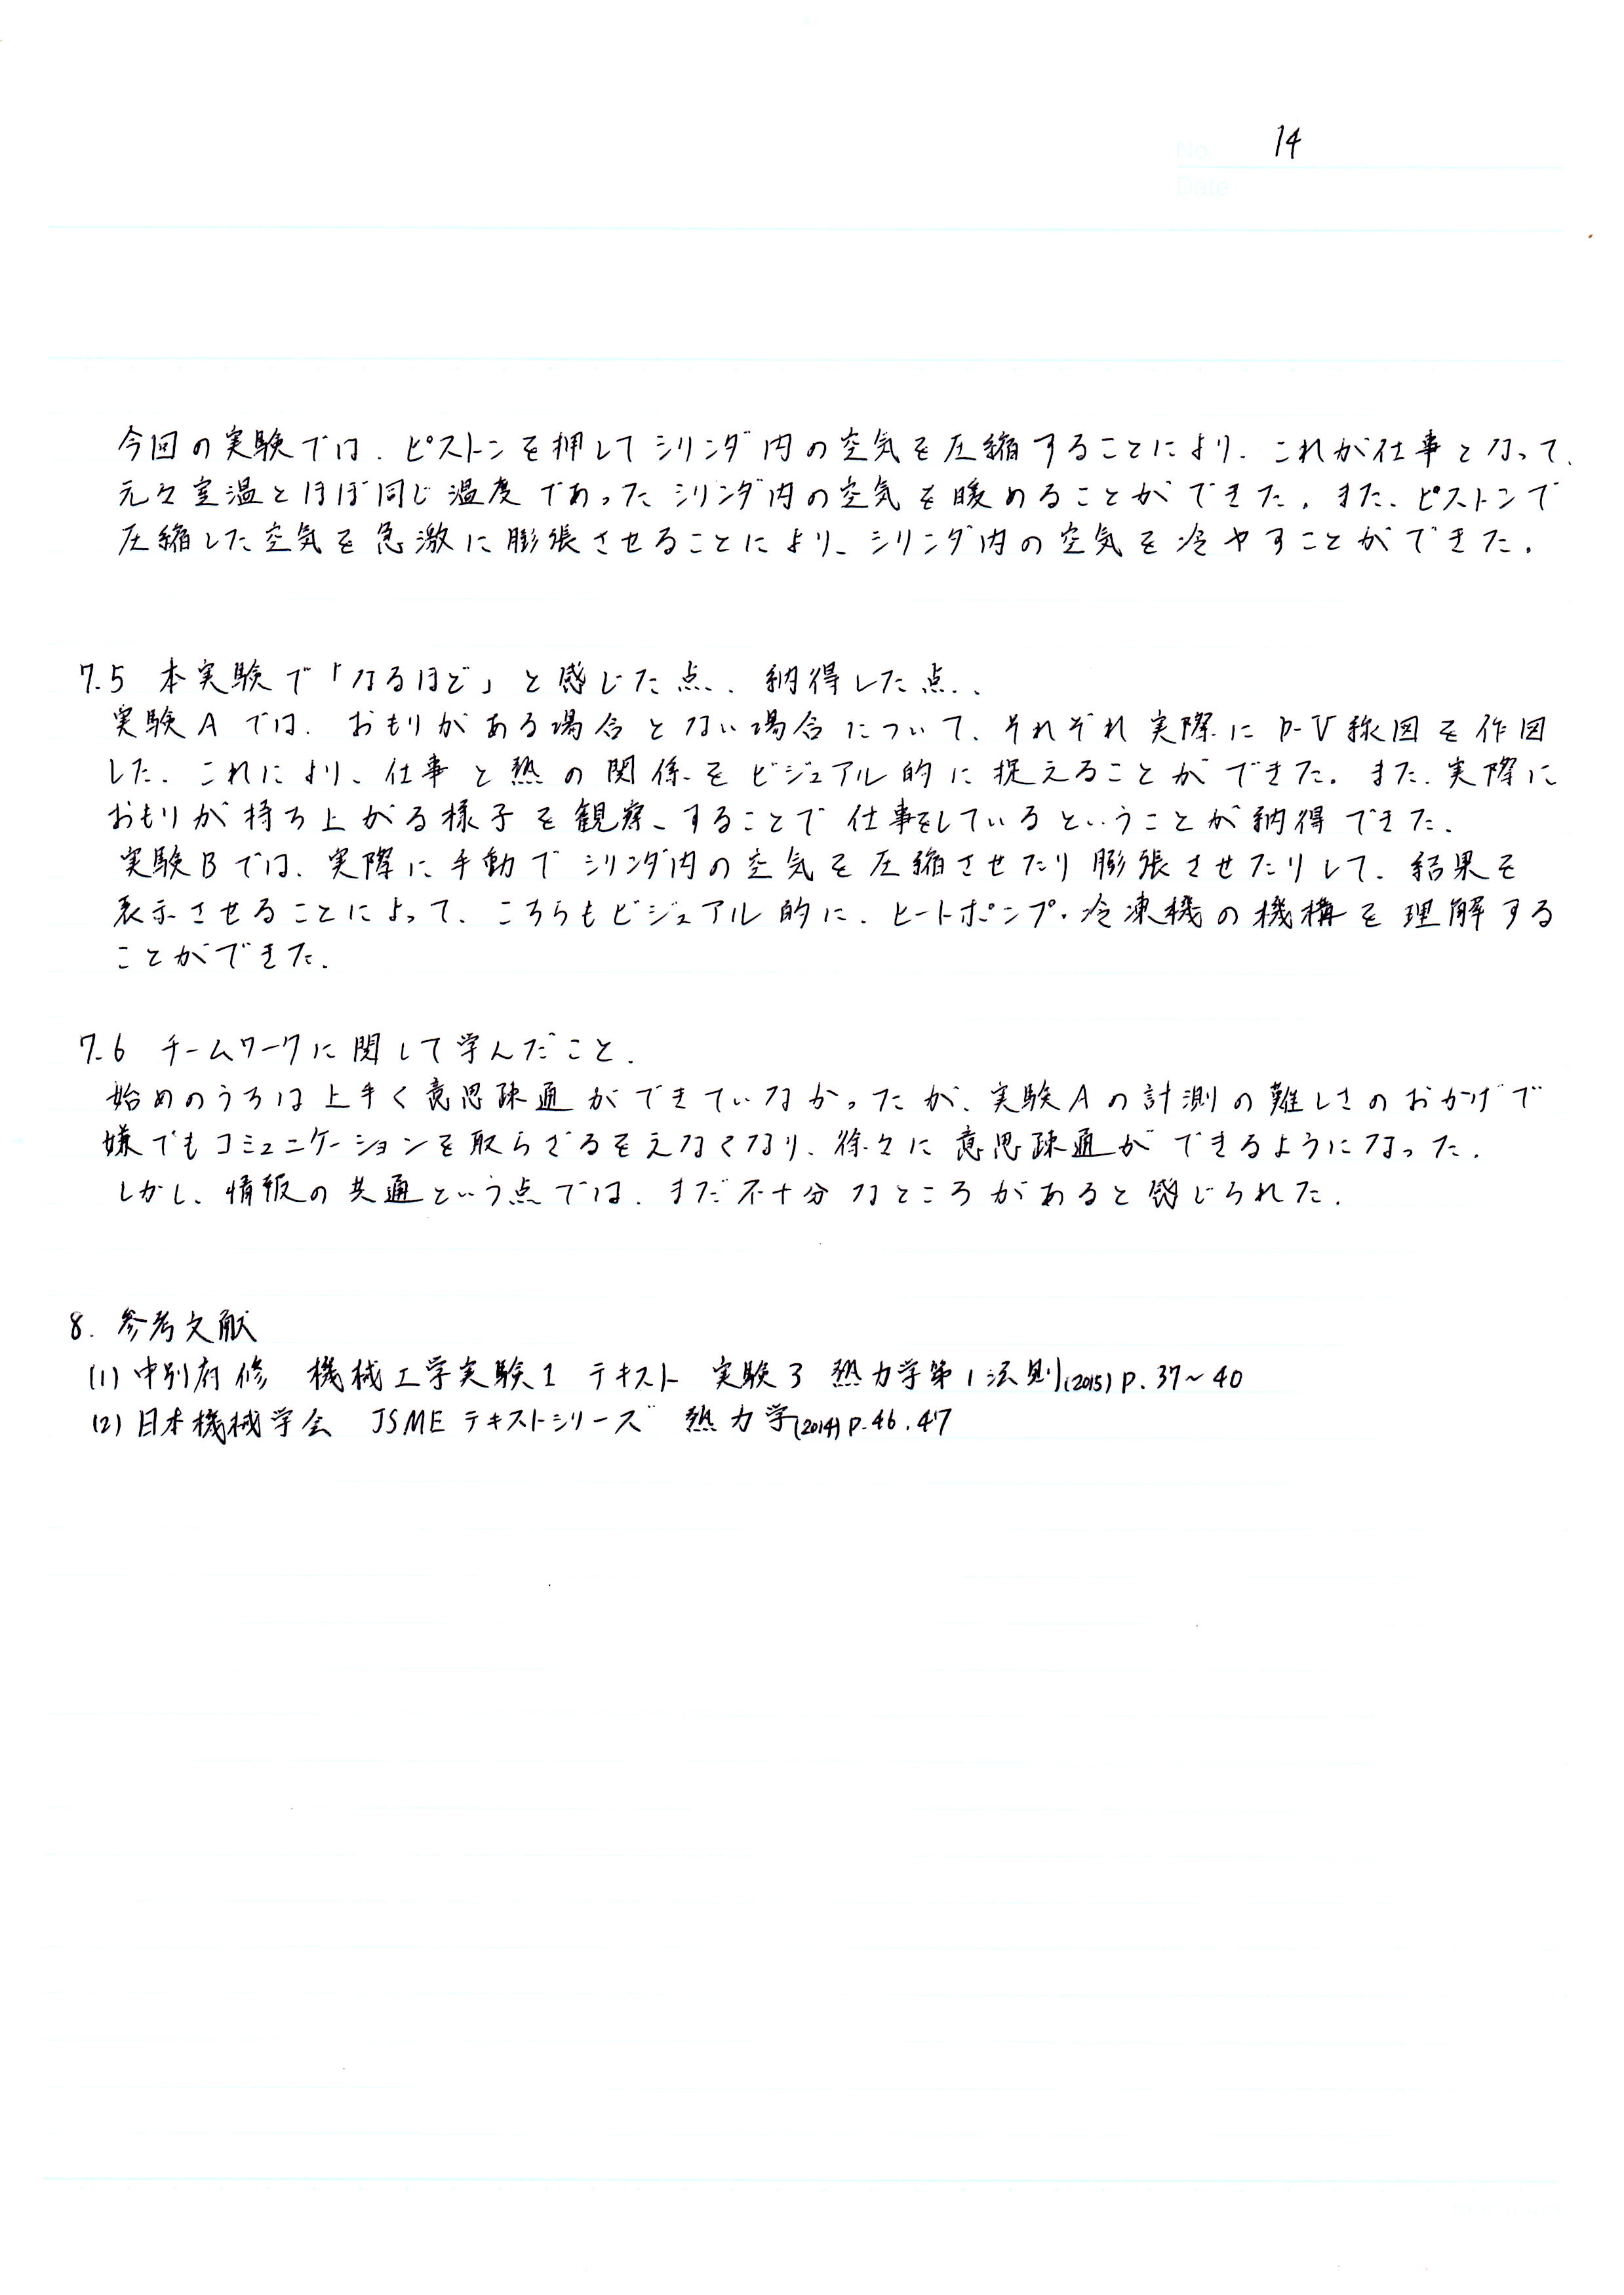 No. 14
Date
今回の実験では、ピストンを押してシリンダ内の空気を圧縮することにより、これが仕事となって、
元々室温とほぼ同じ温度であったシリンダ内の空気を暖めることができた。また、ピストンで
圧縮した空気を急激に膨張させることにより、シリンダ内の空気を冷やすことができた。
7.5 本実験で「なるほど」と感じた点、納得した点、
実験Aでは、おもりがある場合とない場合について、それぞれ実際にP-V線図を作図
した。これにより、仕事と熱の関係をビジュアル的に捉えることができた。また、実際に
おもりが持ち上がる様子を観察、することで仕事をしているということが納得できた。
実験Bでは、実際に手動でシリンダ内の空気を圧縮させたり膨張させたりして、結果を
表示させることによって、こちらもビジュアル的に、ヒートポンプ・冷凍機の機構を理解する
ことができた。
7.6 チームワークに関して学んだこと、
始めのうちは上手く意思疎通ができていなかったが、実験Aの計測の難しさのおかげで
嫌でもコミュニケーションを取らざるをえなくなり、徐々に意思疎通ができるようになった。
しかし、情報の共通という点では、まだ不十分なところがあると感じられた。
8. 参考文献
(1) 中別府修 機械工学実験1 テキスト 実験3 熱力学第1法則(2015) P.37～40
(2) 日本機械学会 JSMEテキストシリーズ 熱力学(2014) P.46,47